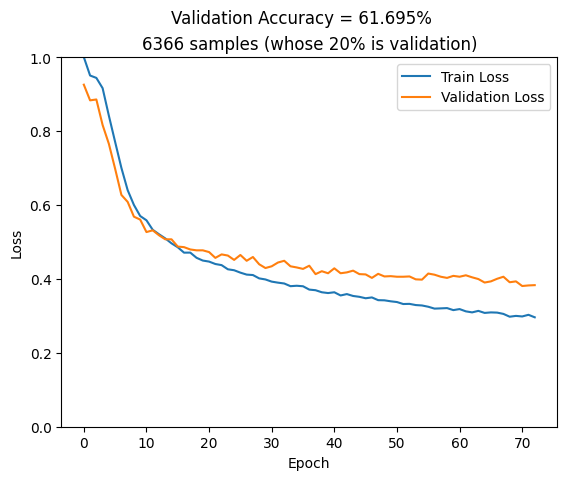 Validation Accuracy = 61.695%
6366 samples (whose 20% is validation)
Train Loss
Validation Loss
1.0
0.8
0.6
0.4
0.2
0.0
Loss
0 10 20 30 40 50 60 70
Epoch